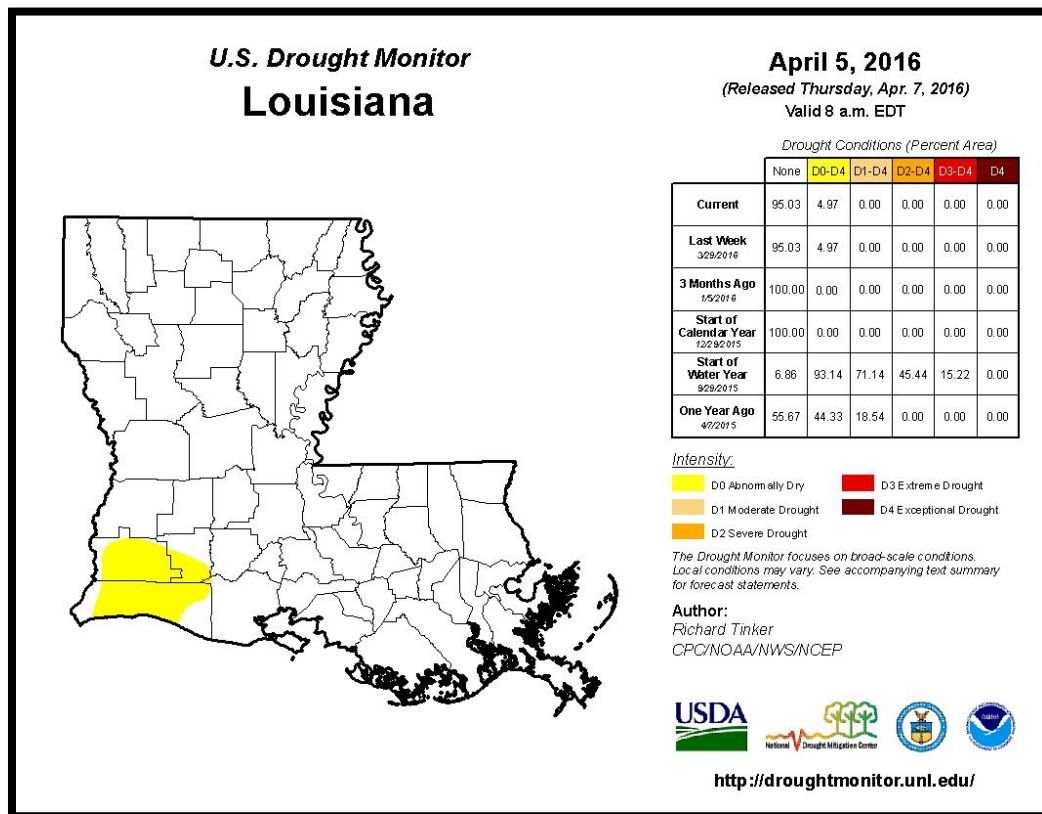 U.S. Drought Monitor
Louisiana
April 5, 2016
(Released Thursday, Apr. 7, 2016)
Valid 8 a.m. EDT
Drought Conditions (Percent Area)
None D0-D4 D1-D4 D2-D4 D3-D4 D4
Current 95.03 4.97 0.00 0.00 0.00 0.00
Last Week 95.03 4.97 0.00 0.00 0.00 0.00
3/29/2016
3 Months Ago 100.00 0.00 0.00 0.00 0.00 0.00
1/5/2016
Start of
Calendar Year 100.00 0.00 0.00 0.00 0.00 0.00
12/29/2015
Start of
Water Year 6.86 93.14 71.14 45.44 15.22 0.00
9/29/2015
One Year Ago 55.67 44.33 18.54 0.00 0.00 0.00
4/7/2015
Intensity:
D0 Abnormally Dry
D1 Moderate Drought
D2 Severe Drought
D3 Extreme Drought
D4 Exceptional Drought
The Drought Monitor focuses on broad-scale conditions.
Local conditions may vary. See accompanying text summary
for forecast statements.
Author:
Richard Tinker
CPC/NOAA/NWS/NCEP
USDA
National Drought Mitigation Center
noaa
http://droughtmonitor.unl.edu/